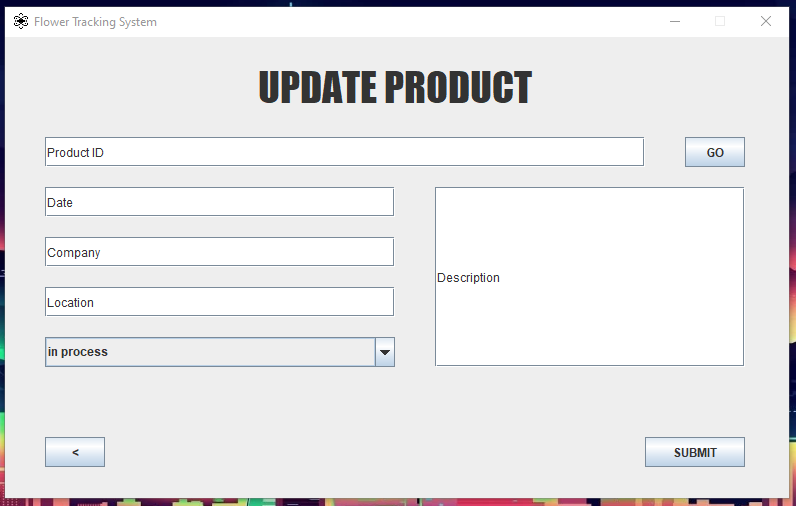 Flower Tracking System
UPDATE PRODUCT
Product ID
GO
Date
Company
Location
in process
Description
<
SUBMIT